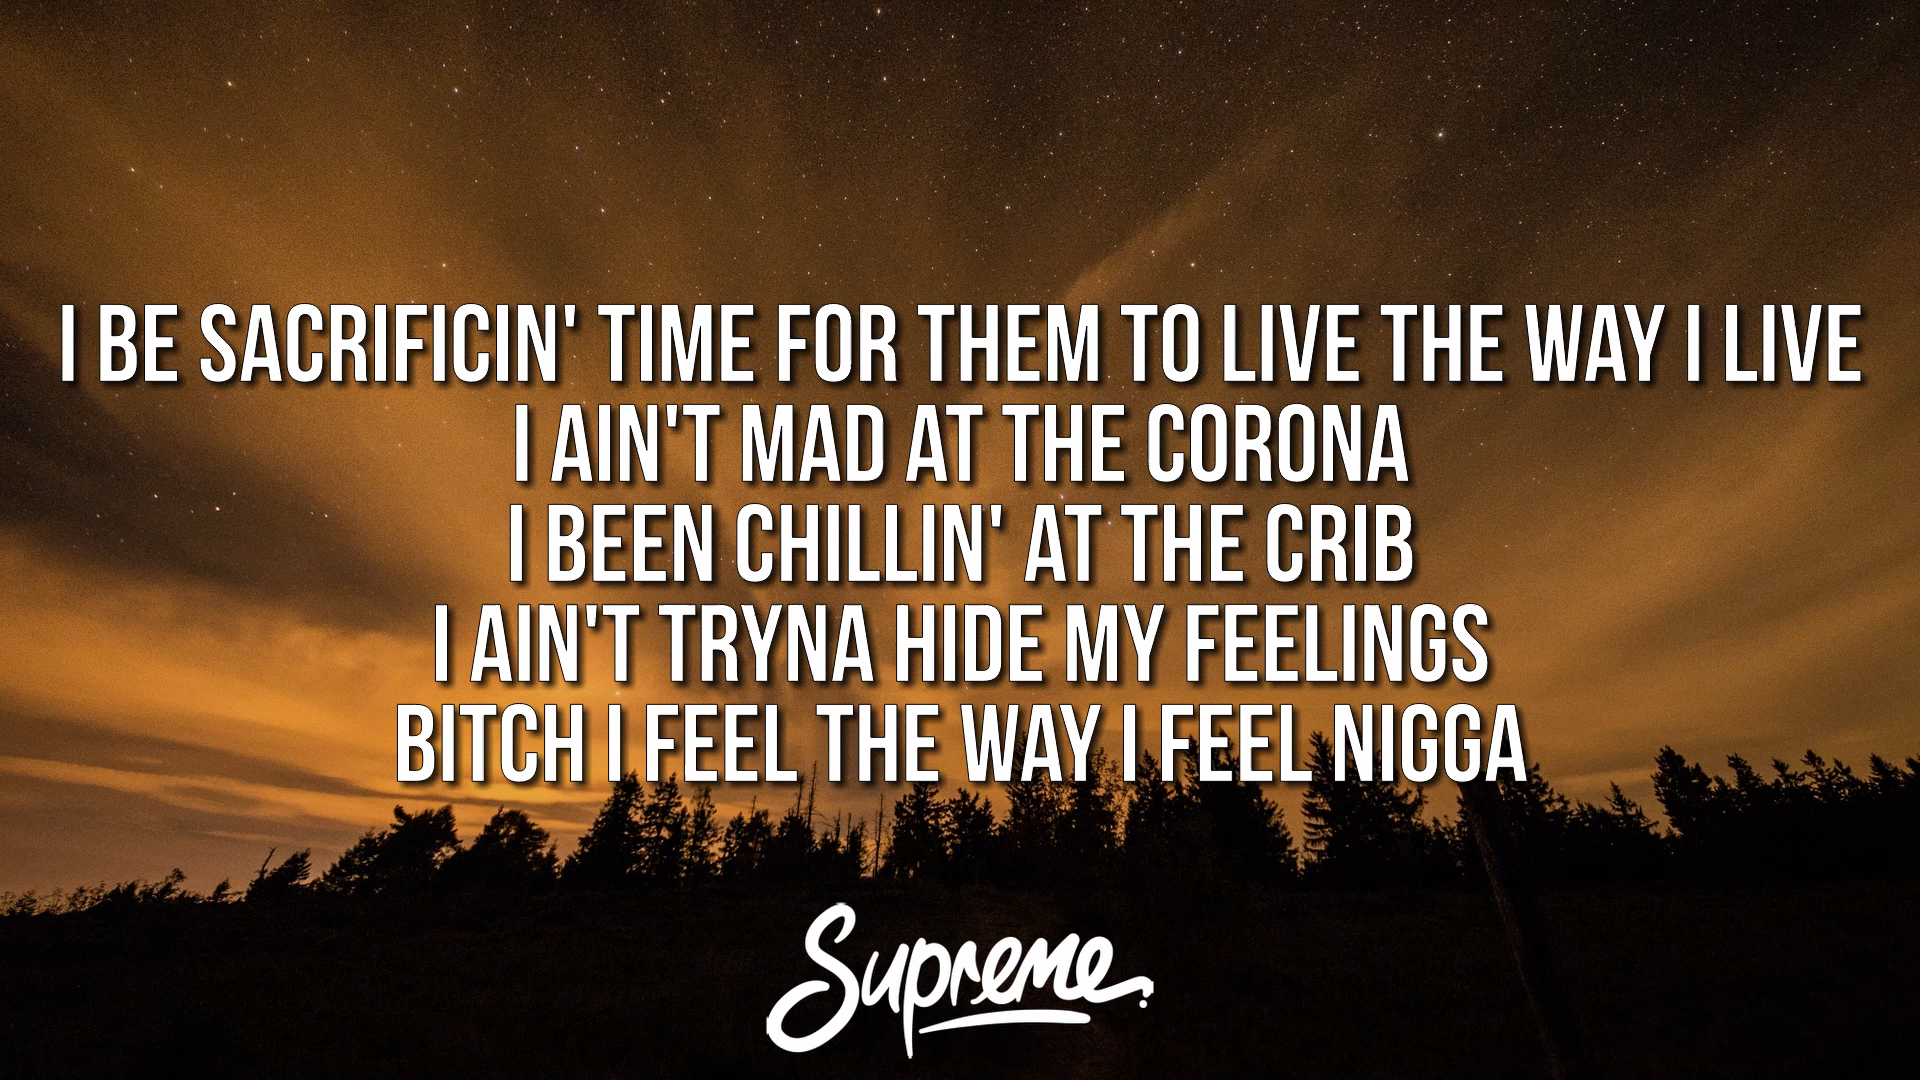 I BE SACRIFICIN' TIME FOR THEM TO LIVE THE WAY I LIVE
I AIN'T MAD AT THE CORONA
I BEEN CHILLIN' AT THE CRIB
I AIN'T TRYNA HIDE MY FEELINGS
BITCH I FEEL THE WAY I FEEL NIGGA
Supreme